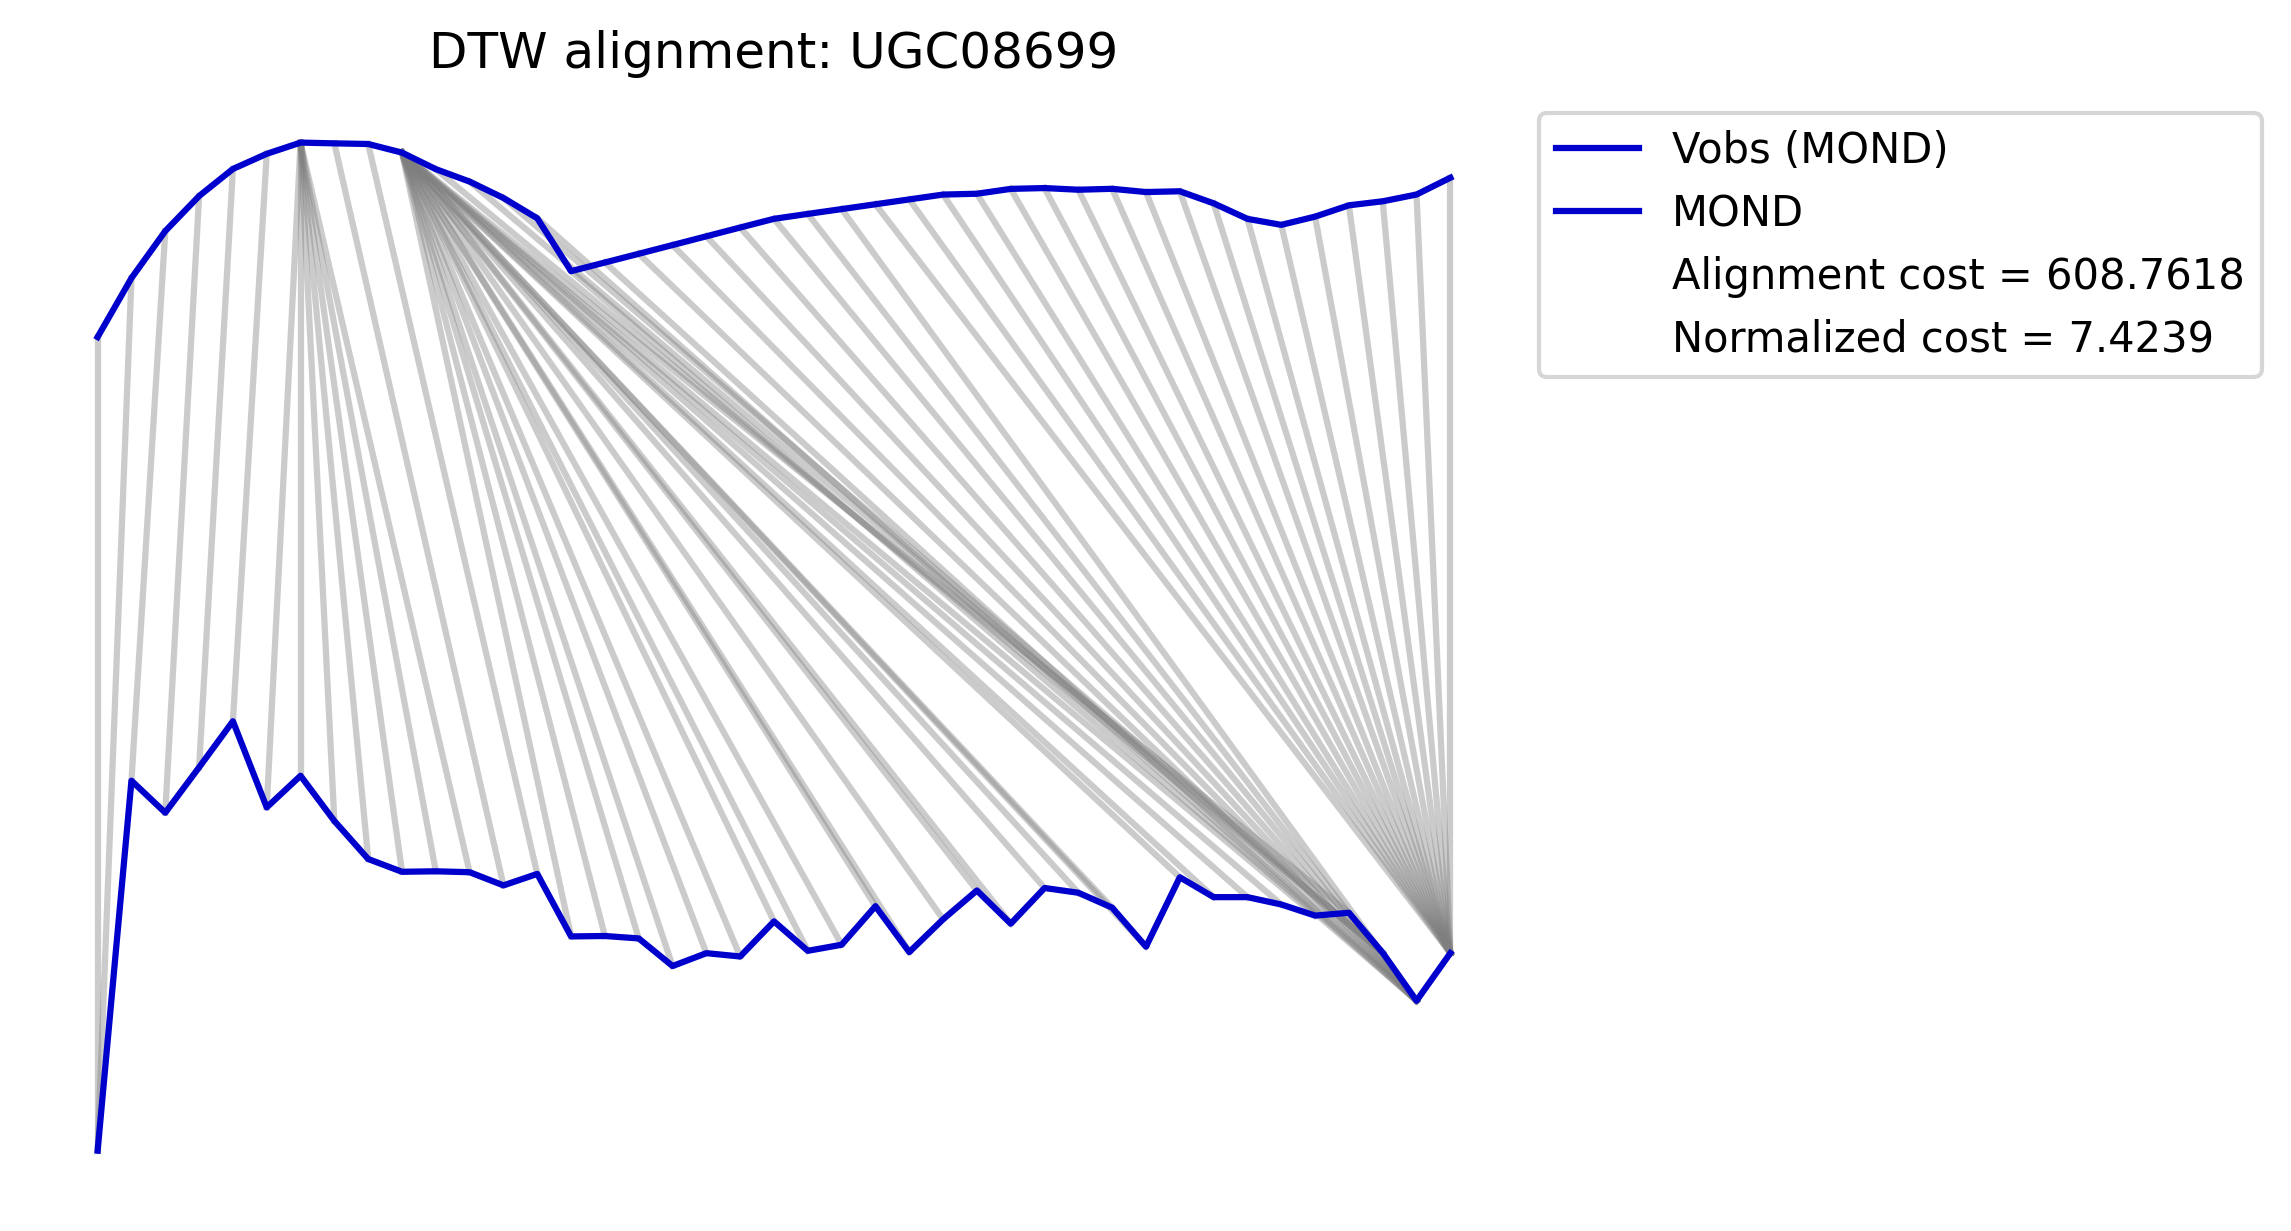 DTW alignment: UGC08699
Vobs (MOND)
MOND
Alignment cost = 608.7618
Normalized cost = 7.4239